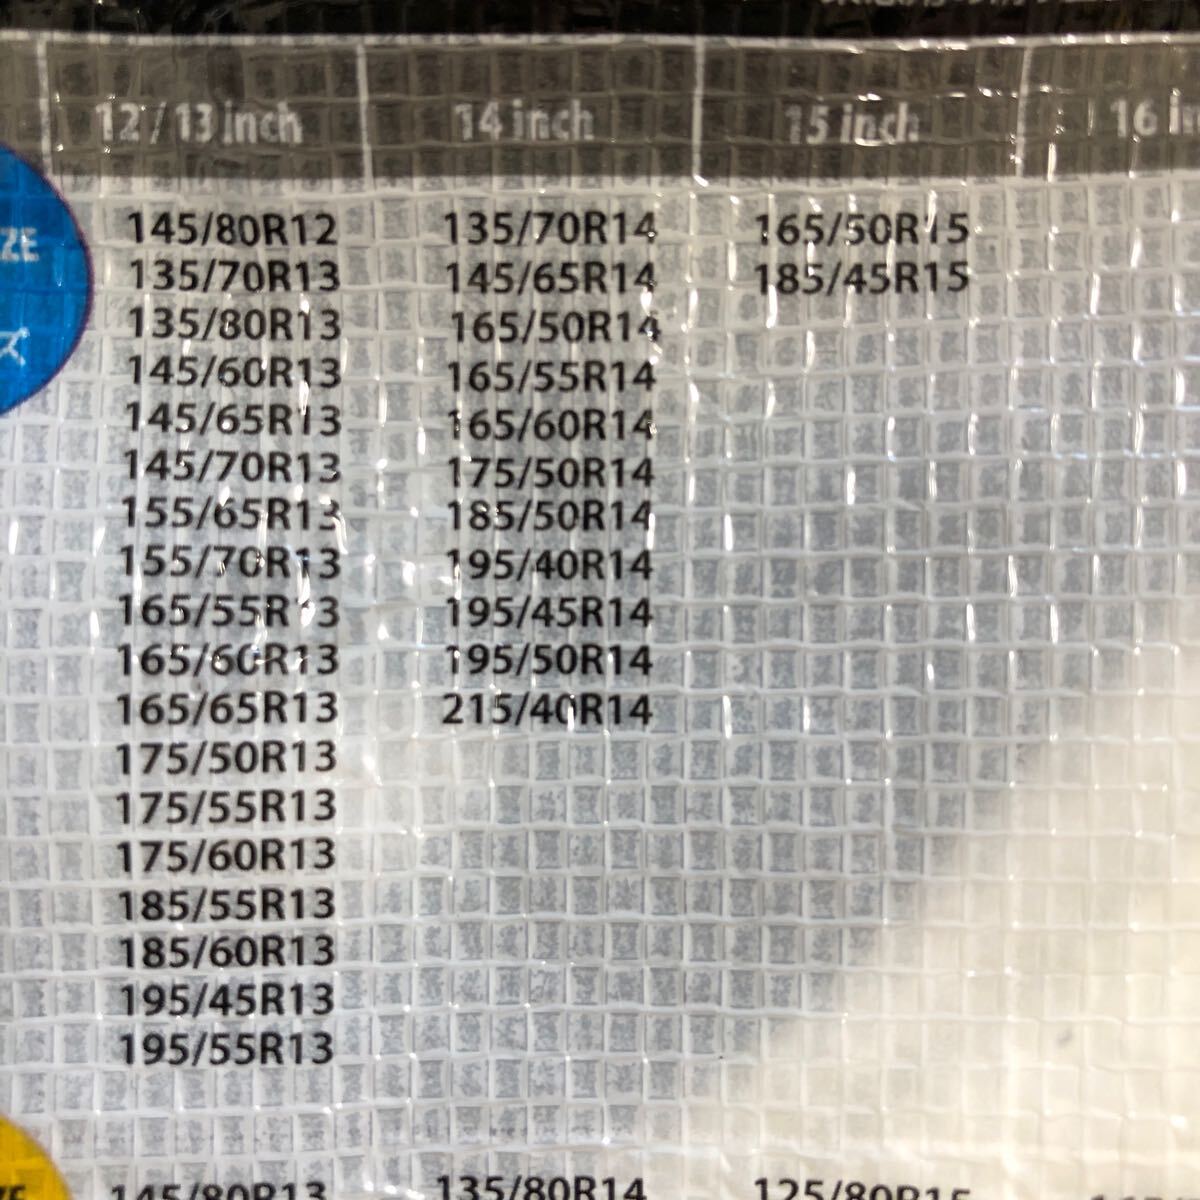 12 / 13 inch 14 inch 15 inch 16
ZE
ズ
145/80R12 135/70R14 165/50R15
135/70R13 145/65R14 185/45R15
135/80R13 165/50R14
145/60R13 165/55R14
145/65R13 165/60R14
145/70R13 175/50R14
155/65R13 185/50R14
155/70R13 195/40R14
165/55R13 195/45R14
165/60R13 195/50R14
165/65R13 215/40R14
175/50R13
175/55R13
175/60R13
185/55R13
185/60R13
195/45R13
195/55R13
145/80R13 135/80R14 125/80R15